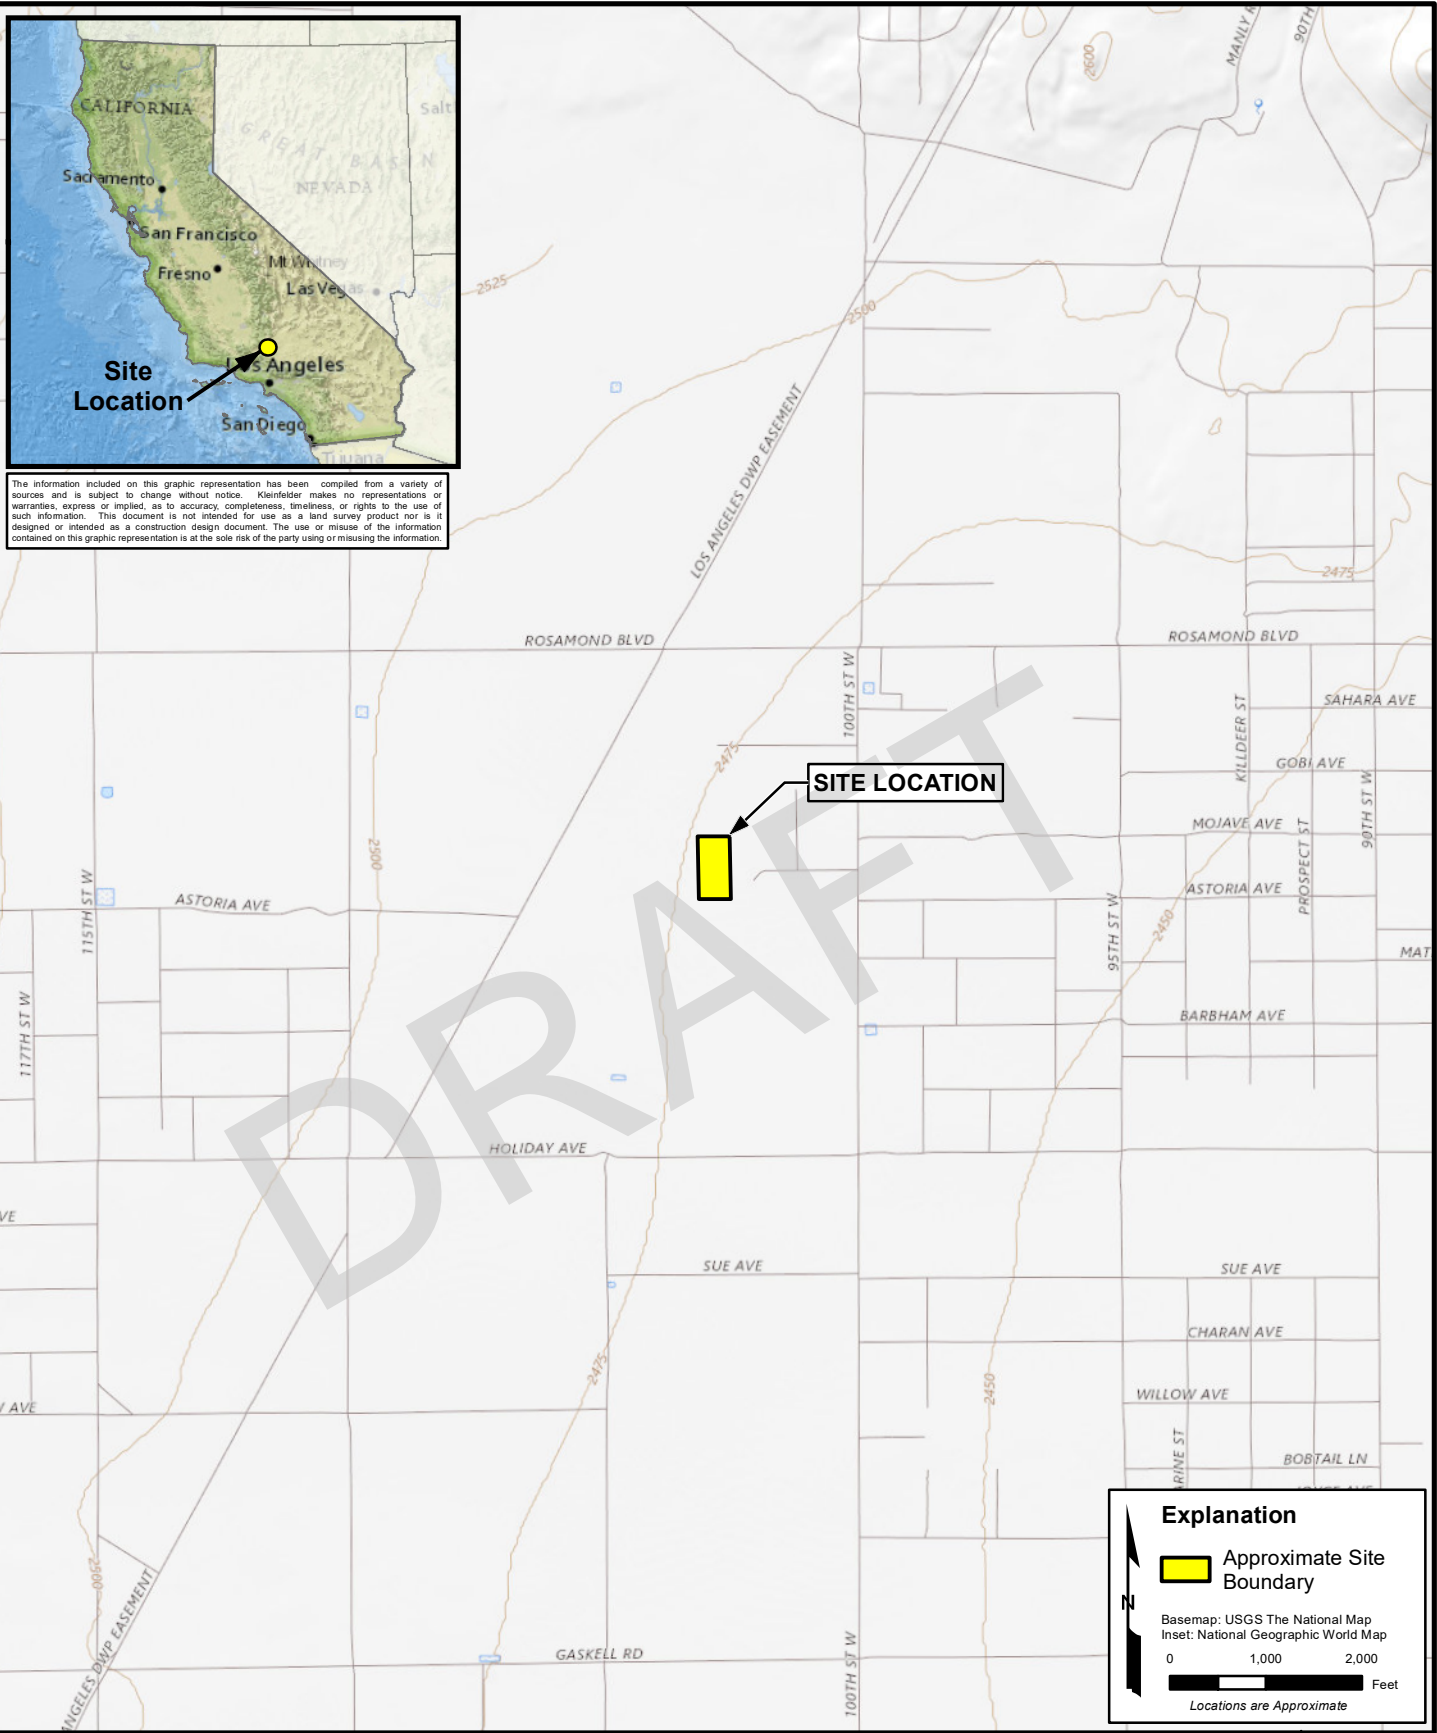 CALIFORNIA
Salt
GREAT BASIN
NEVADA
Sacramento
San Francisco
Mt Whitney
Fresno
Las Vegas
Los Angeles
Site
Location
San Diego
Tijuana
The information included on this graphic representation has been compiled from a variety of
sources and is subject to change without notice. Kleinfelder makes no representations or
warranties, express or implied, as to accuracy, completeness, timeliness, or rights to the use of
such information. This document is not intended for use as a land survey product nor is it
designed or intended as a construction design document. The use or misuse of the information
contained on this graphic representation is at the sole risk of the party using or misusing the information.
MANLY R
90TH
2600
2525
2500
LOS ANGELES DWP EASEMENT
2475
ROSAMOND BLVD
ROSAMOND BLVD
100TH ST W
KILLDEER ST
SAHARA AVE
2475
GOBI AVE
SITE LOCATION
90TH ST W
MOJAVE AVE
PROSPECT ST
2500
115TH ST W
ASTORIA AVE
ASTORIA AVE
95TH ST W
2450
MAT
117TH ST W
BARBHAM AVE
DRAFT
HOLIDAY AVE
VE
SUE AVE
SUE AVE
CHARAN AVE
2475
2450
WILLOW AVE
AVE
ARINE ST
BOBTAIL LN
2500
ANGELES DWP EASEMENT
GASKELL RD
100TH ST W
Explanation
Approximate Site
Boundary
N
Basemap: USGS The National Map
Inset: National Geographic World Map
0 1,000 2,000
Feet
Locations are Approximate